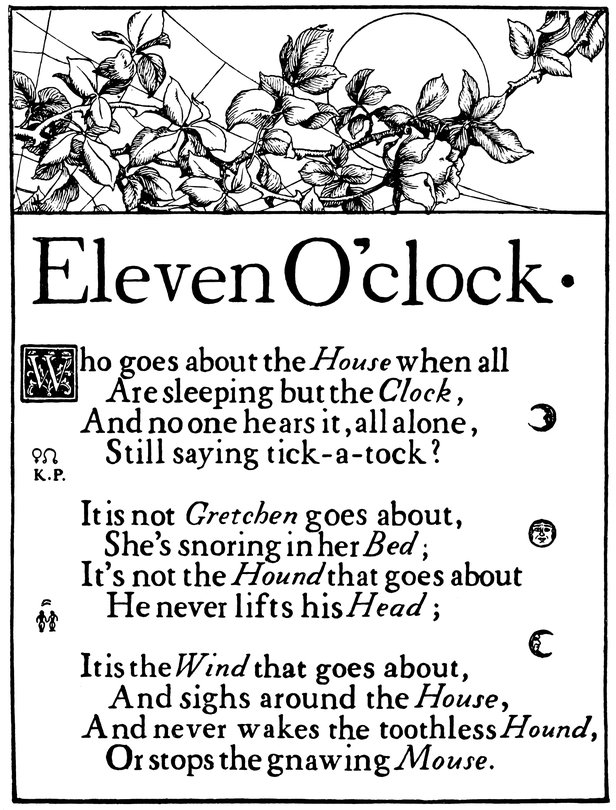 Eleven O'clock.
Who goes about the House when all
Are sleeping but the Clock,
And no one hears it, all alone,
Still saying tick-a-tock?
K.P.
It is not Gretchen goes about,
She's snoring in her Bed;
It's not the Hound that goes about
He never lifts his Head;
It is the Wind that goes about,
And sighs around the House,
And never wakes the toothless Hound,
Or stops the gnawing Mouse.